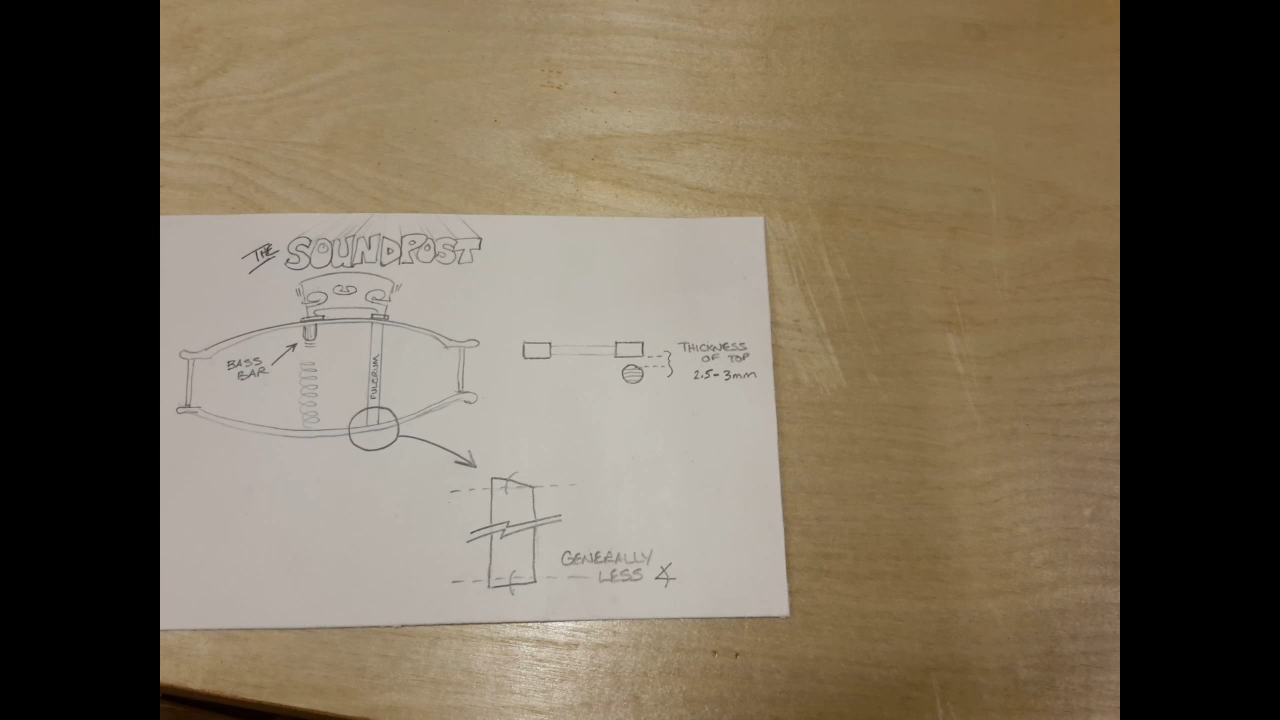 THE SOUNDPOST
BASS
BAR
FULCRUM
THICKNESS
OF TOP
2.5-3mm
GENERALLY
LESS ∡